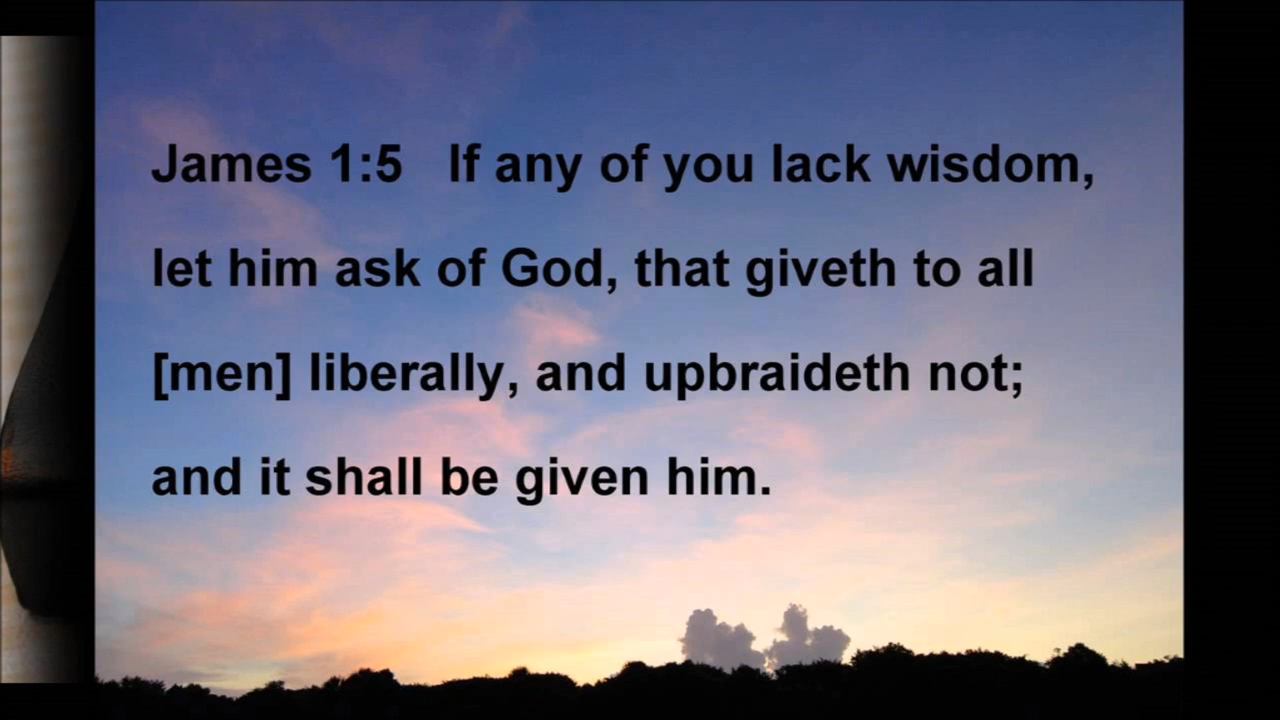 James 1:5   If any of you lack wisdom,
let him ask of God, that giveth to all
[men] liberally, and upbraideth not;
and it shall be given him.